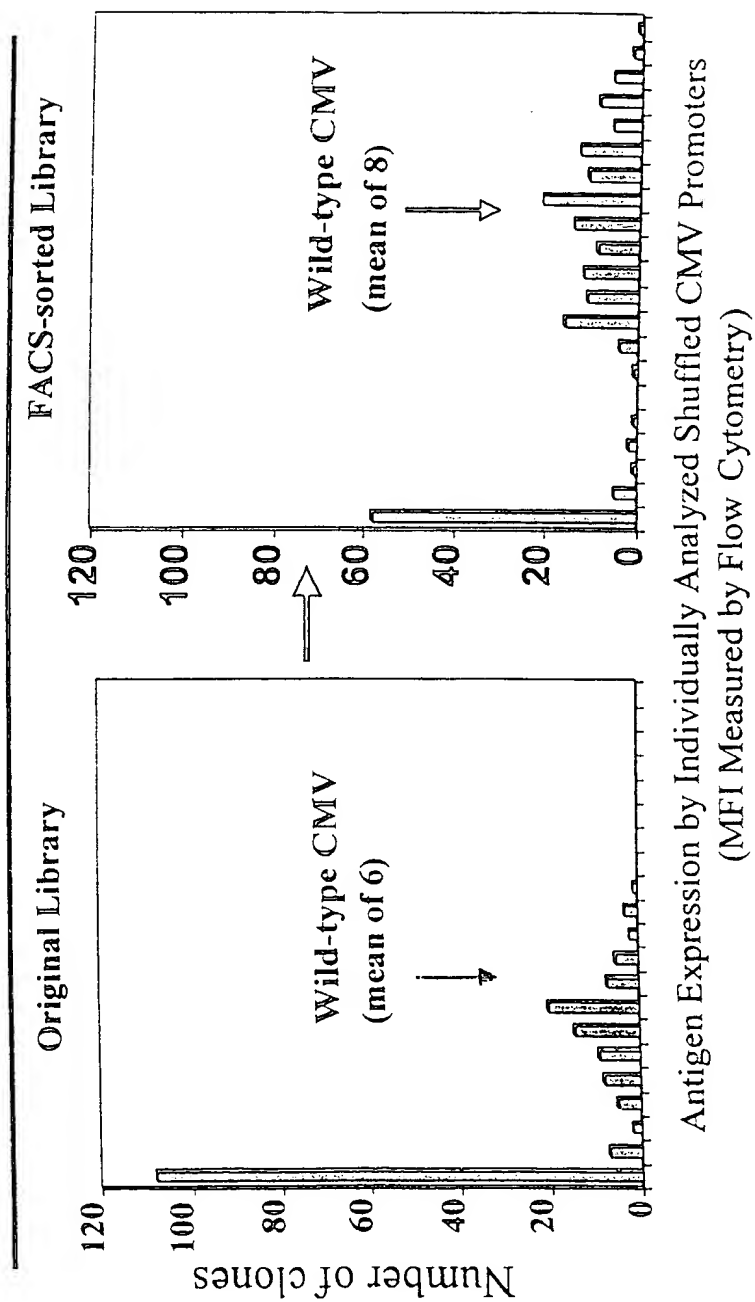 Original Library
FACS-sorted Library
Number of clones
120
100
80
60
40
20
0
Wild-type CMV
(mean of 6)
120
100
80
60
40
20
0
Wild-type CMV
(mean of 8)
Antigen Expression by Individually Analyzed Shuffled CMV Promoters
(MFI Measured by Flow Cytometry)